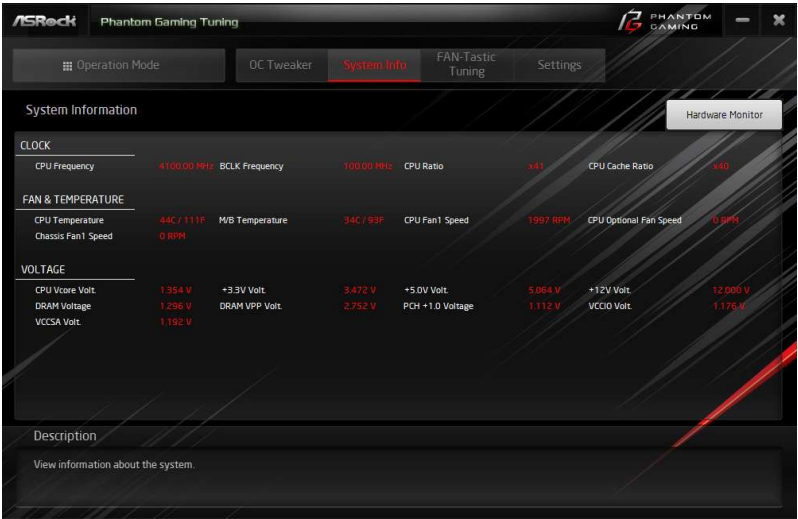 ASRock Phantom Gaming Tuning PHANTOM GAMING
Operation Mode OC Tweaker System Info FAN-Tastic Tuning Settings
System Information
Hardware Monitor
CLOCK
CPU Frequency 4100.00 MHz BCLK Frequency 100.00 MHz CPU Ratio x41 CPU Cache Ratio x40
FAN & TEMPERATURE
CPU Temperature 44C / 111F M/B Temperature 34C / 93F CPU Fan1 Speed 1997 RPM CPU Optional Fan Speed 0 RPM
Chassis Fan1 Speed 0 RPM
VOLTAGE
CPU Vcore Volt. 1.354 V +3.3V Volt. 3.472 V +5.0V Volt. 5.064 V +12V Volt. 12.000 V
DRAM Voltage 1.296 V DRAM VPP Volt. 2.752 V PCH +1.0 Voltage 1.112 V VCCIO Volt. 1.176 V
VCCSA Volt. 1.192 V
Description
View information about the system.